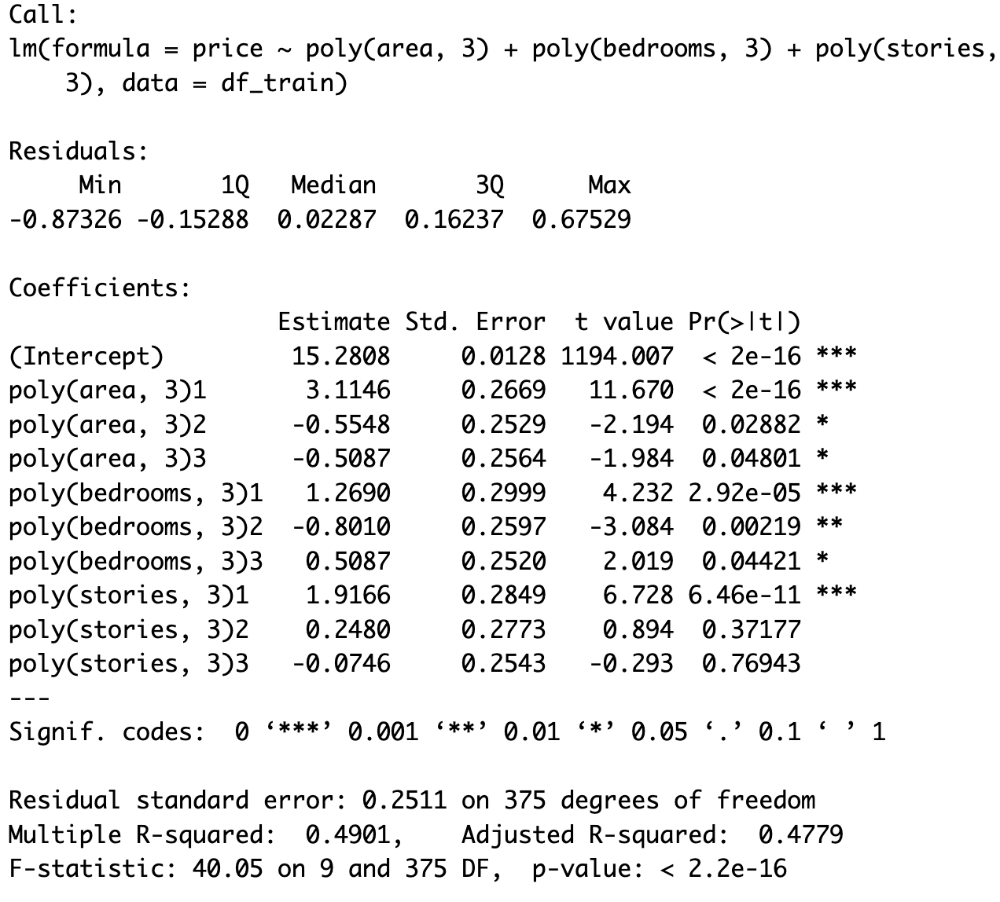 Call:
lm(formula = price ~ poly(area, 3) + poly(bedrooms, 3) + poly(stories,
    3), data = df_train)

Residuals:
     Min       1Q   Median       3Q      Max
-0.87326 -0.15288  0.02287  0.16237  0.67529

Coefficients:
                   Estimate Std. Error  t value Pr(>|t|)
(Intercept)         15.2808     0.0128 1194.007  < 2e-16 ***
poly(area, 3)1       3.1146     0.2669   11.670  < 2e-16 ***
poly(area, 3)2      -0.5548     0.2529   -2.194  0.02882 *
poly(area, 3)3      -0.5087     0.2564   -1.984  0.04801 *
poly(bedrooms, 3)1   1.2690     0.2999    4.232 2.92e-05 ***
poly(bedrooms, 3)2  -0.8010     0.2597   -3.084  0.00219 **
poly(bedrooms, 3)3   0.5087     0.2520    2.019  0.04421 *
poly(stories, 3)1    1.9166     0.2849    6.728 6.46e-11 ***
poly(stories, 3)2    0.2480     0.2773    0.894  0.37177
poly(stories, 3)3   -0.0746     0.2543   -0.293  0.76943
---
Signif. codes:  0 ‘***’ 0.001 ‘**’ 0.01 ‘*’ 0.05 ‘.’ 0.1 ‘ ’ 1

Residual standard error: 0.2511 on 375 degrees of freedom
Multiple R-squared:  0.4901,    Adjusted R-squared:  0.4779
F-statistic: 40.05 on 9 and 375 DF,  p-value: < 2.2e-16